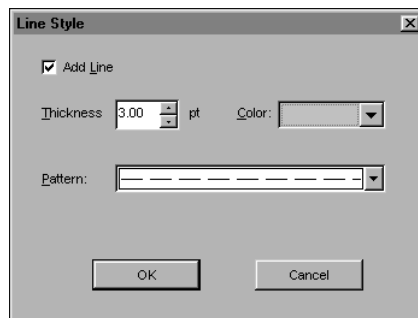 Line Style
Add Line
Thickness 3.00 pt Color:
Pattern:
OK Cancel